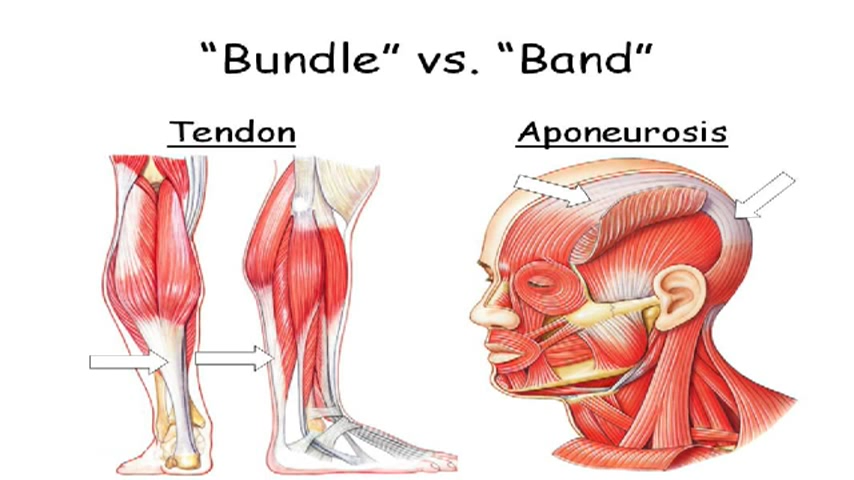 “Bundle” vs. “Band”
Tendon
Aponeurosis